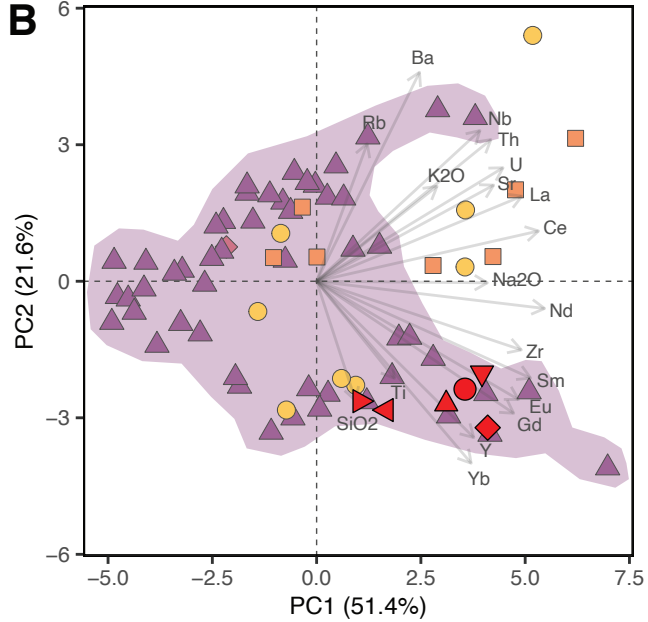 B
6
3
0
−3
−6
PC2 (21.6%)
Ba
Rb
Nb
Th
U
K2O
Sr
La
Ce
Na2O
Nd
Zr
Sm
Ti
Eu
SiO2
Gd
Y
Yb
−5.0 −2.5 0.0 2.5 5.0 7.5
PC1 (51.4%)